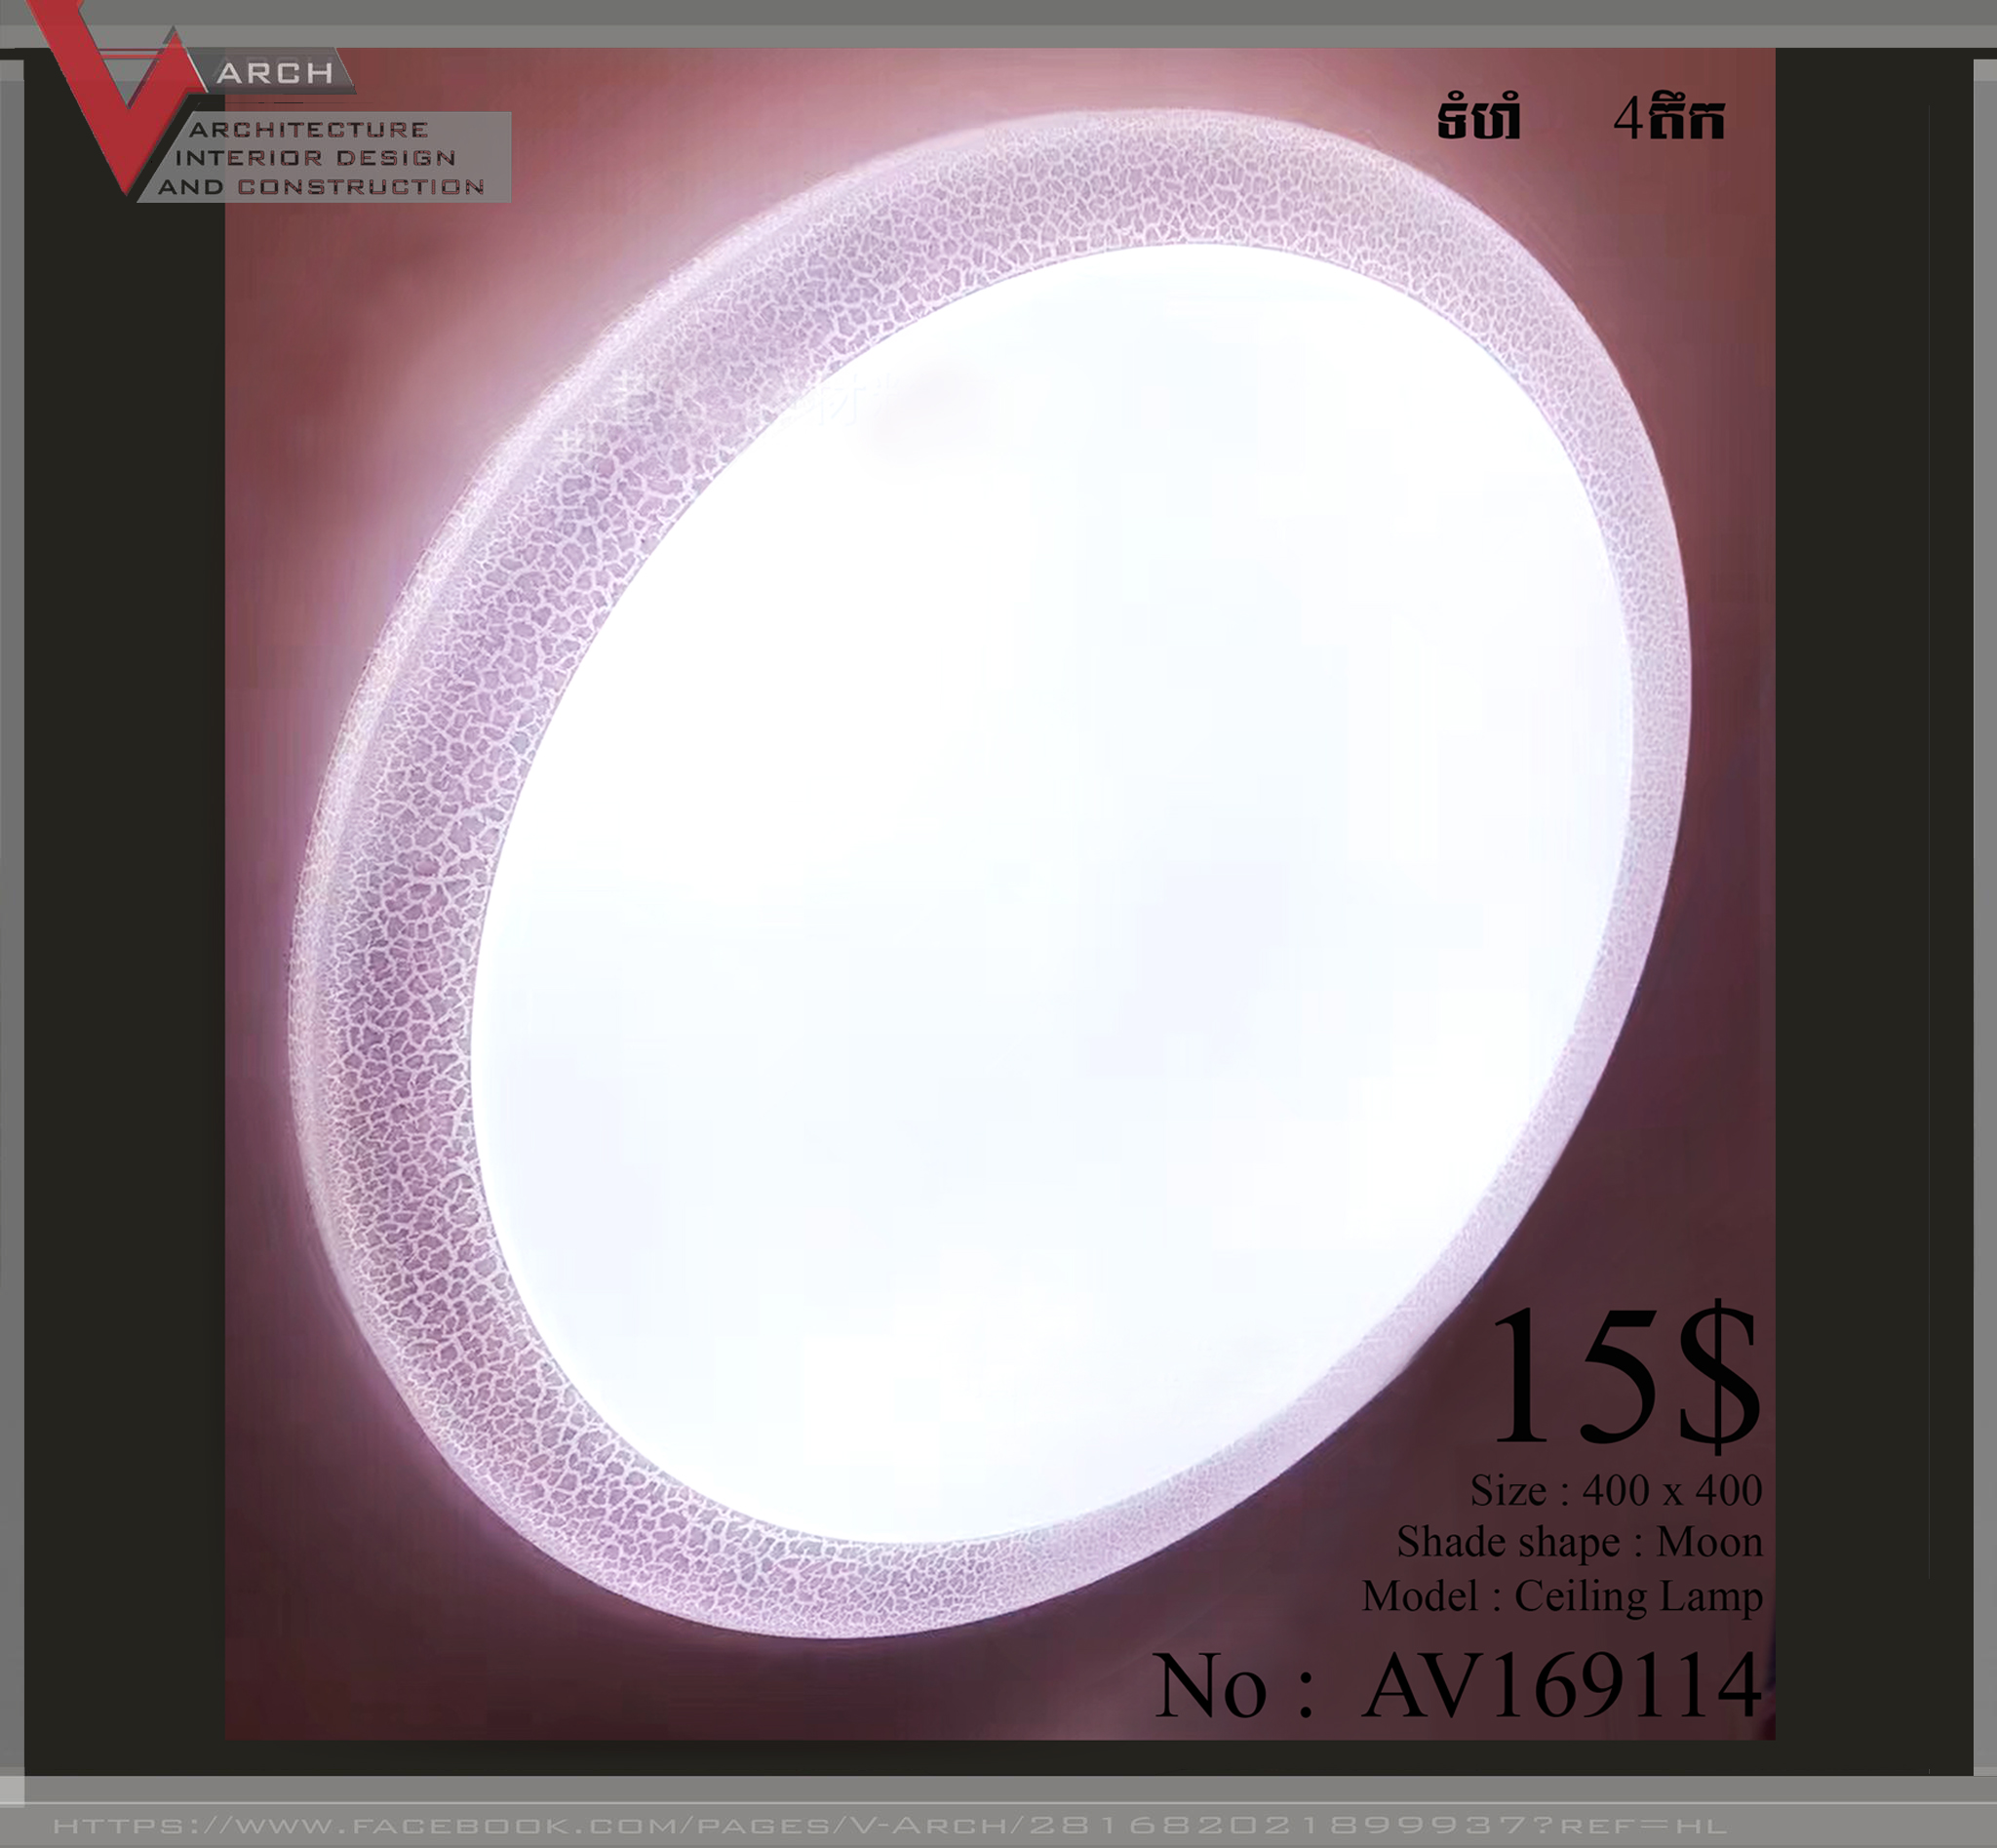 V ARCH
ARCHITECTURE
INTERIOR DESIGN
AND CONSTRUCTION
ទំហំ 4តឹក
15$
Size : 400 x 400
Shade shape : Moon
Model : Ceiling Lamp
No : AV169114
HTTPS://WWW.FACEBOOK.COM/PAGES/V-ARCH/281682021899937?REF=HL